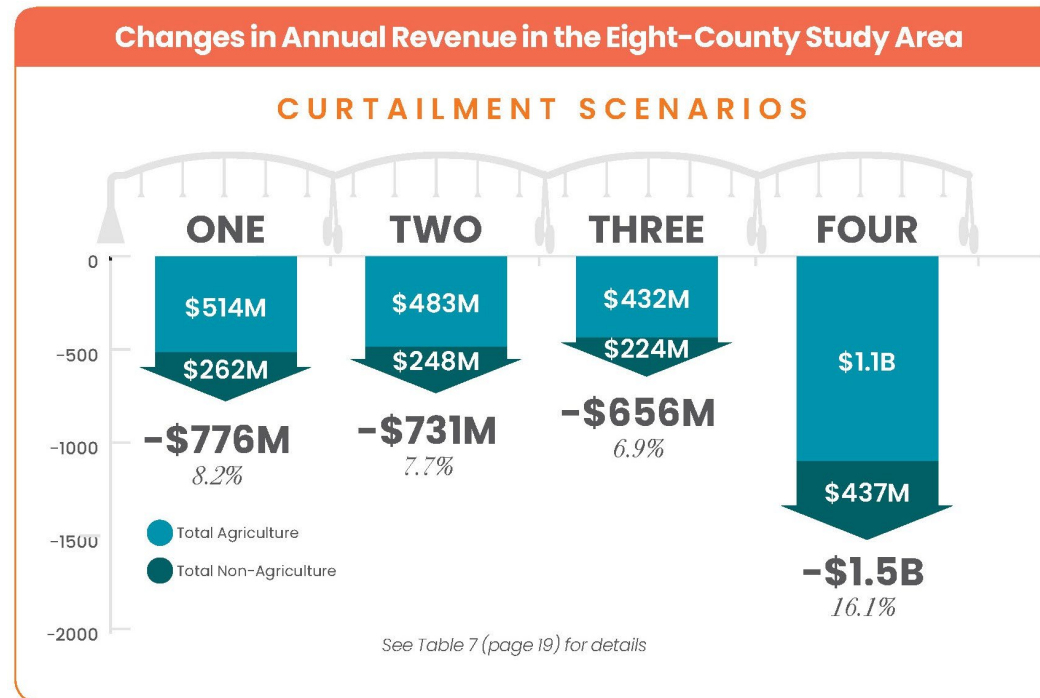 Changes in Annual Revenue in the Eight-County Study Area
CURTAILMENT SCENARIOS
ONE
TWO
THREE
FOUR
0
-500
-1000
-1500
-2000
$514M
$262M
-$776M
8.2%
$483M
$248M
-$731M
7.7%
$432M
$224M
-$656M
6.9%
$1.1B
$437M
-$1.5B
16.1%
Total Agriculture
Total Non-Agriculture
See Table 7 (page 19) for details